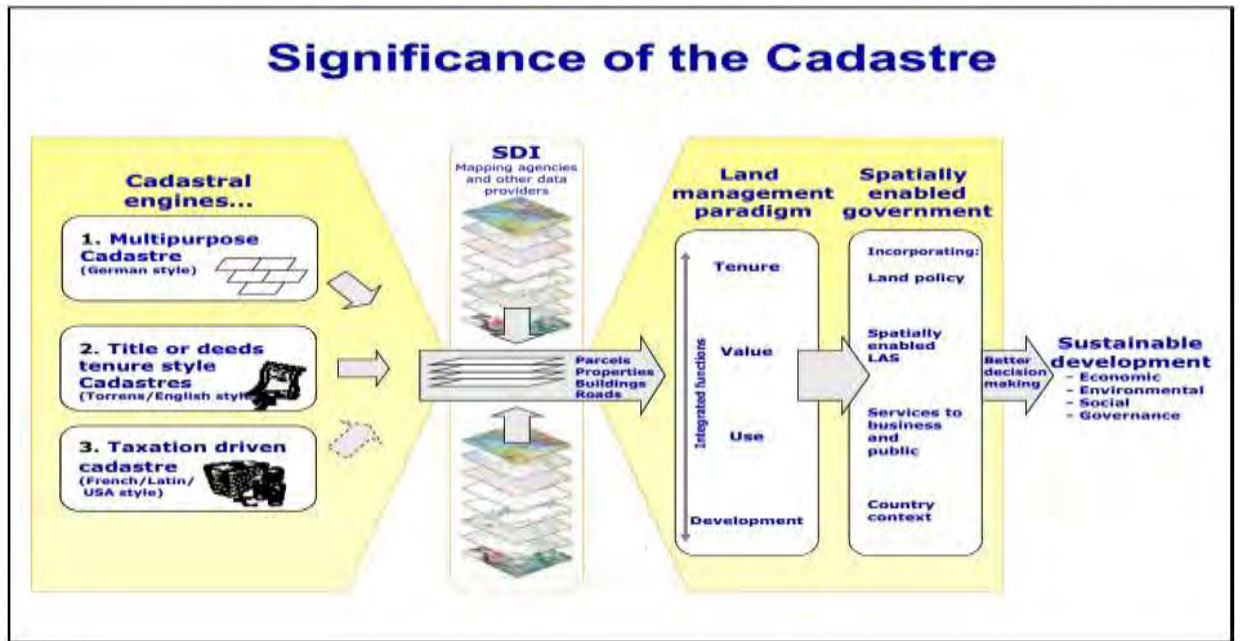 Significance of the Cadastre
Cadastral
engines...
1. Multipurpose
Cadastre
(German style)
2. Title or deeds
tenure style
Cadastres
(Torrens/English style
3. Taxation driven
cadastre
(French/Latin/
USA style)
SDI
Mapping agencies
and other data
providers
Parcels
Properties
Buildings
Roads
Land
management
paradigm
Integrated functions
Tenure
Value
Use
Development
Spatially
enabled
government
Incorporating:
Land policy
Spatially
enabled
LAS
Services to
business
and
public
Country
context
Better
decision
making
Sustainable
development
- Economic
- Environmental
- Social
- Governance